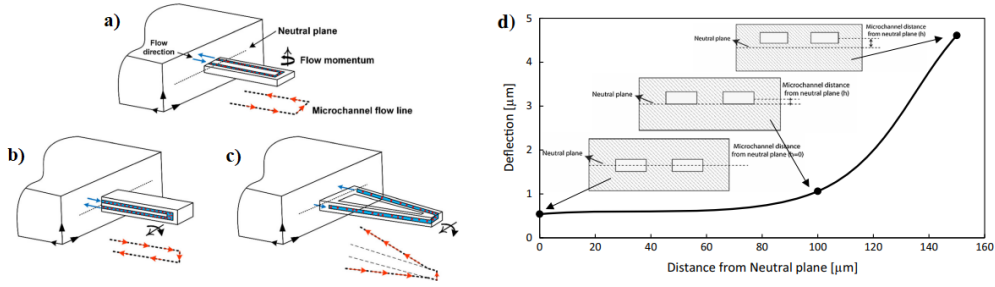 a)
Flow
direction
Neutral plane
Flow momentum
Microchannel flow line
b)
c)
d)
Deflection [μm]
5
4
3
2
1
0
0
20
40
60
80
100
120
140
160
Distance from Neutral plane [μm]
Neutral plane
Microchannel distance
from neutral plane (h)
Neutral plane
Microchannel distance
from neutral plane (h)
Neutral plane
Microchannel distance
from neutral plane (h=0)